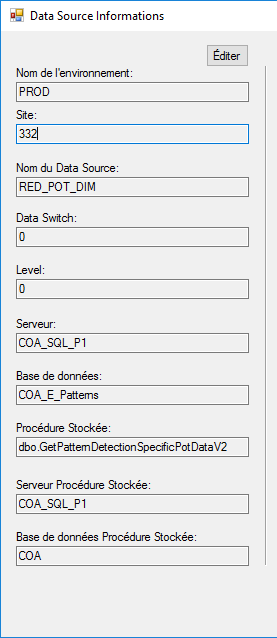 Data Source Informations
Éditer
Nom de l'environnement:
PROD
Site:
332
Nom du Data Source:
RED_POT_DIM
Data Switch:
0
Level:
0
Serveur:
COA_SQL_P1
Base de données:
COA_E_Patterns
Procédure Stockée:
dbo.GetPatternDetectionSpecificPotDataV2
Serveur Procédure Stockée:
COA_SQL_P1
Base de données Procédure Stockée:
COA